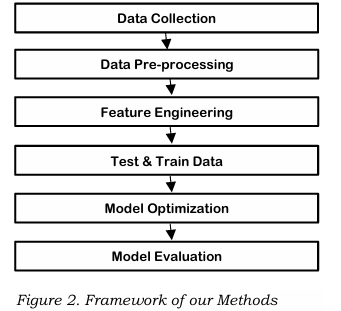 Data Collection
Data Pre-processing
Feature Engineering
Test & Train Data
Model Optimization
Model Evaluation
Figure 2. Framework of our Methods